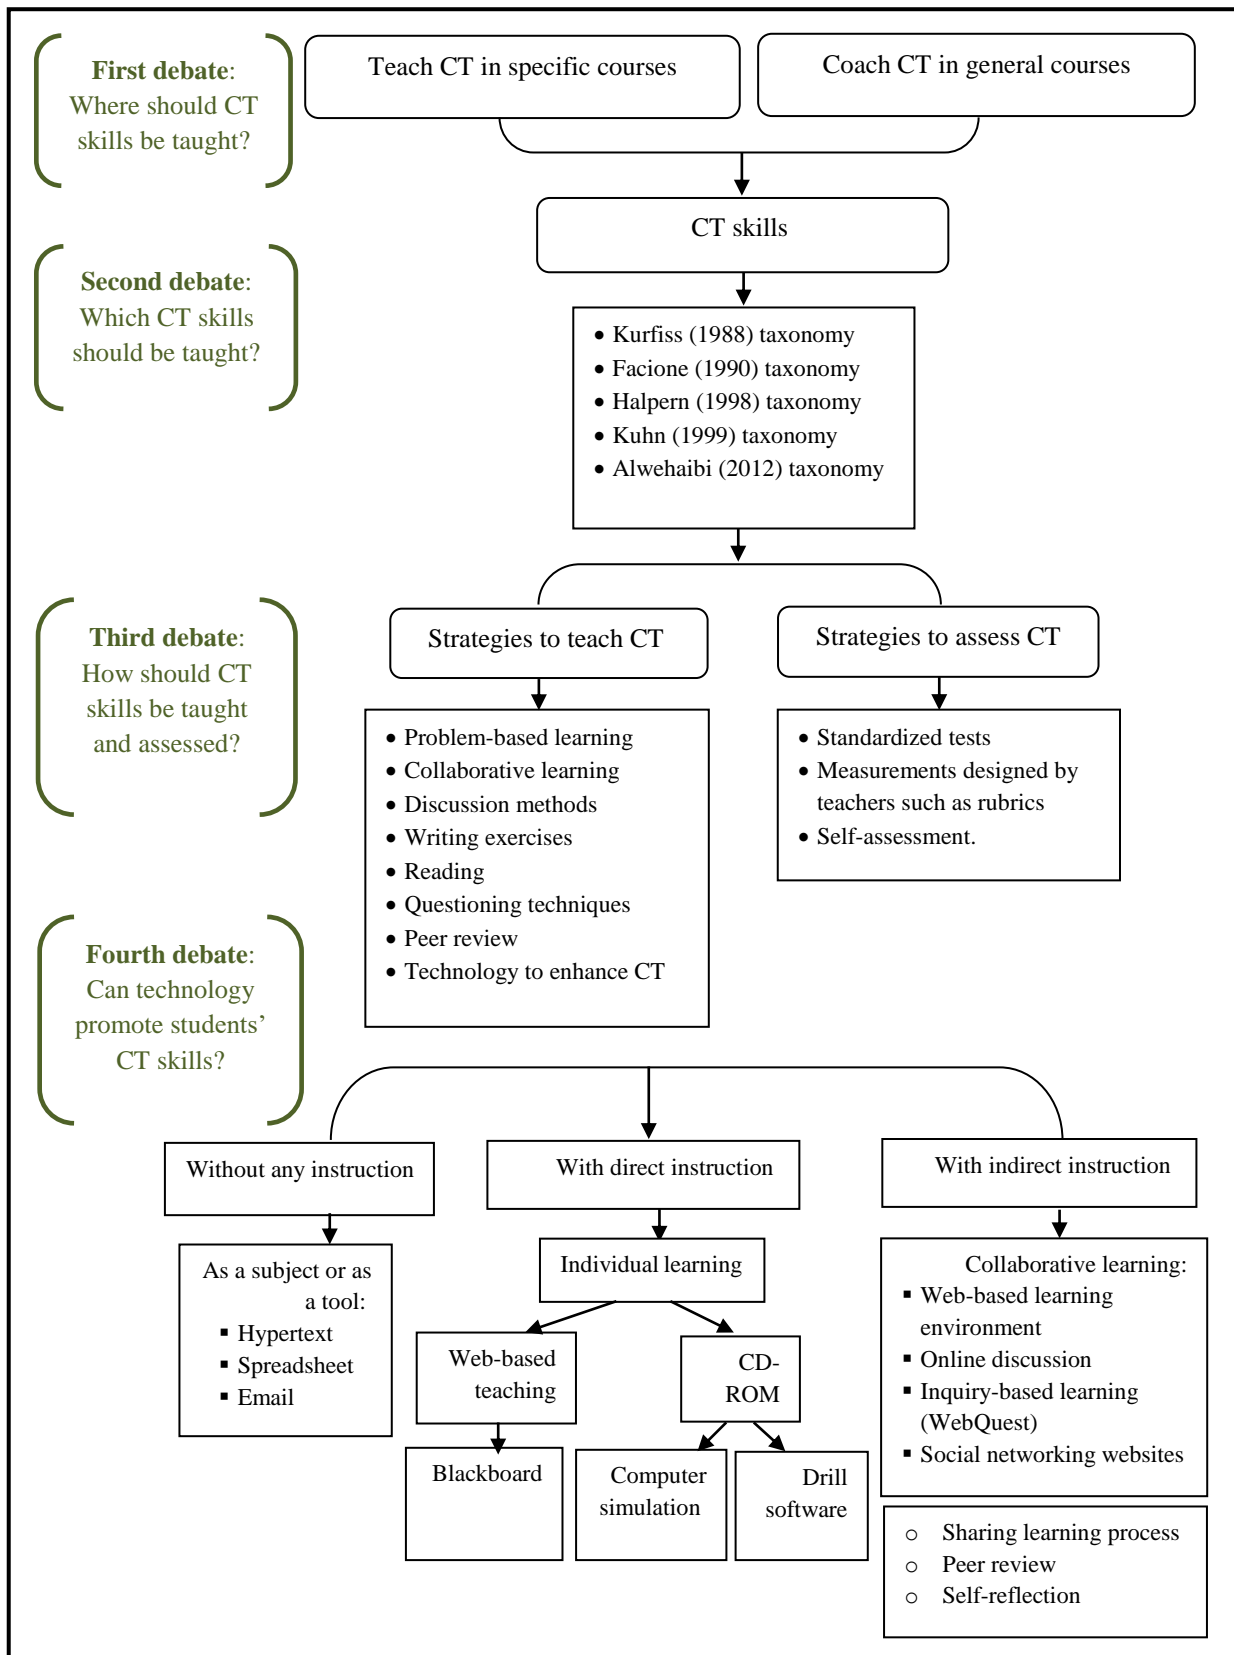 First debate:
Where should CT
skills be taught?
Teach CT in specific courses
Coach CT in general courses
CT skills
Second debate:
Which CT skills
should be taught?
• Kurfiss (1988) taxonomy
• Facione (1990) taxonomy
• Halpern (1998) taxonomy
• Kuhn (1999) taxonomy
• Alwehaibi (2012) taxonomy
Third debate:
How should CT
skills be taught
and assessed?
Strategies to teach CT
Strategies to assess CT
• Problem-based learning
• Collaborative learning
• Discussion methods
• Writing exercises
• Reading
• Questioning techniques
• Peer review
• Technology to enhance CT
• Standardized tests
• Measurements designed by
teachers such as rubrics
• Self-assessment.
Fourth debate:
Can technology
promote students’
CT skills?
Without any instruction
With direct instruction
With indirect instruction
As a subject or as
a tool:
▪ Hypertext
▪ Spreadsheet
▪ Email
Individual learning
Web-based
teaching
CD-
ROM
Blackboard
Computer
simulation
Drill
software
Collaborative learning:
▪ Web-based learning
environment
▪ Online discussion
▪ Inquiry-based learning
(WebQuest)
▪ Social networking websites
o Sharing learning process
o Peer review
o Self-reflection